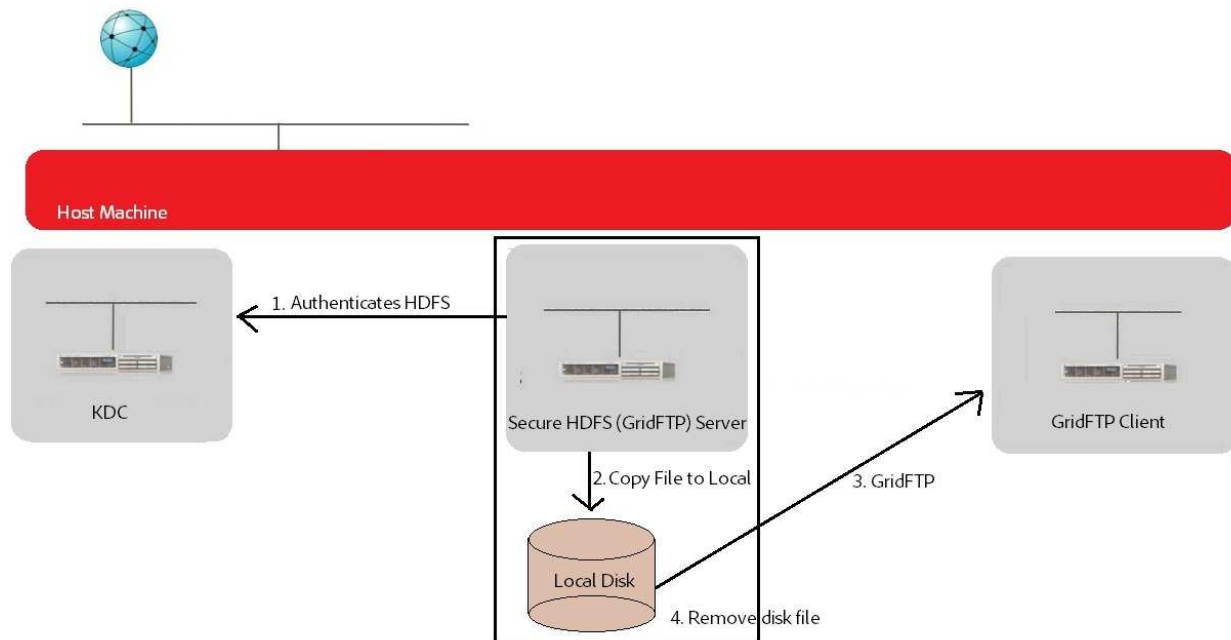 Host Machine
1. Authenticates HDFS
KDC
Secure HDFS (GridFTP) Server
GridFTP Client
2. Copy File to Local
3. GridFTP
Local Disk
4. Remove disk file